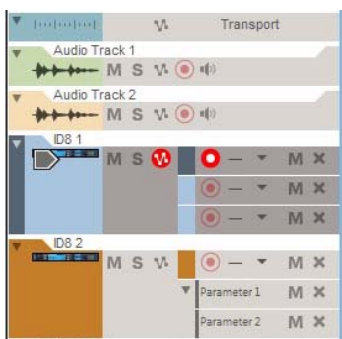 Transport
Audio Track 1
M S
Audio Track 2
M S
ID8 1
M S M X
M X
M X
ID8 2
M S M X
Parameter 1 M X
Parameter 2 M X